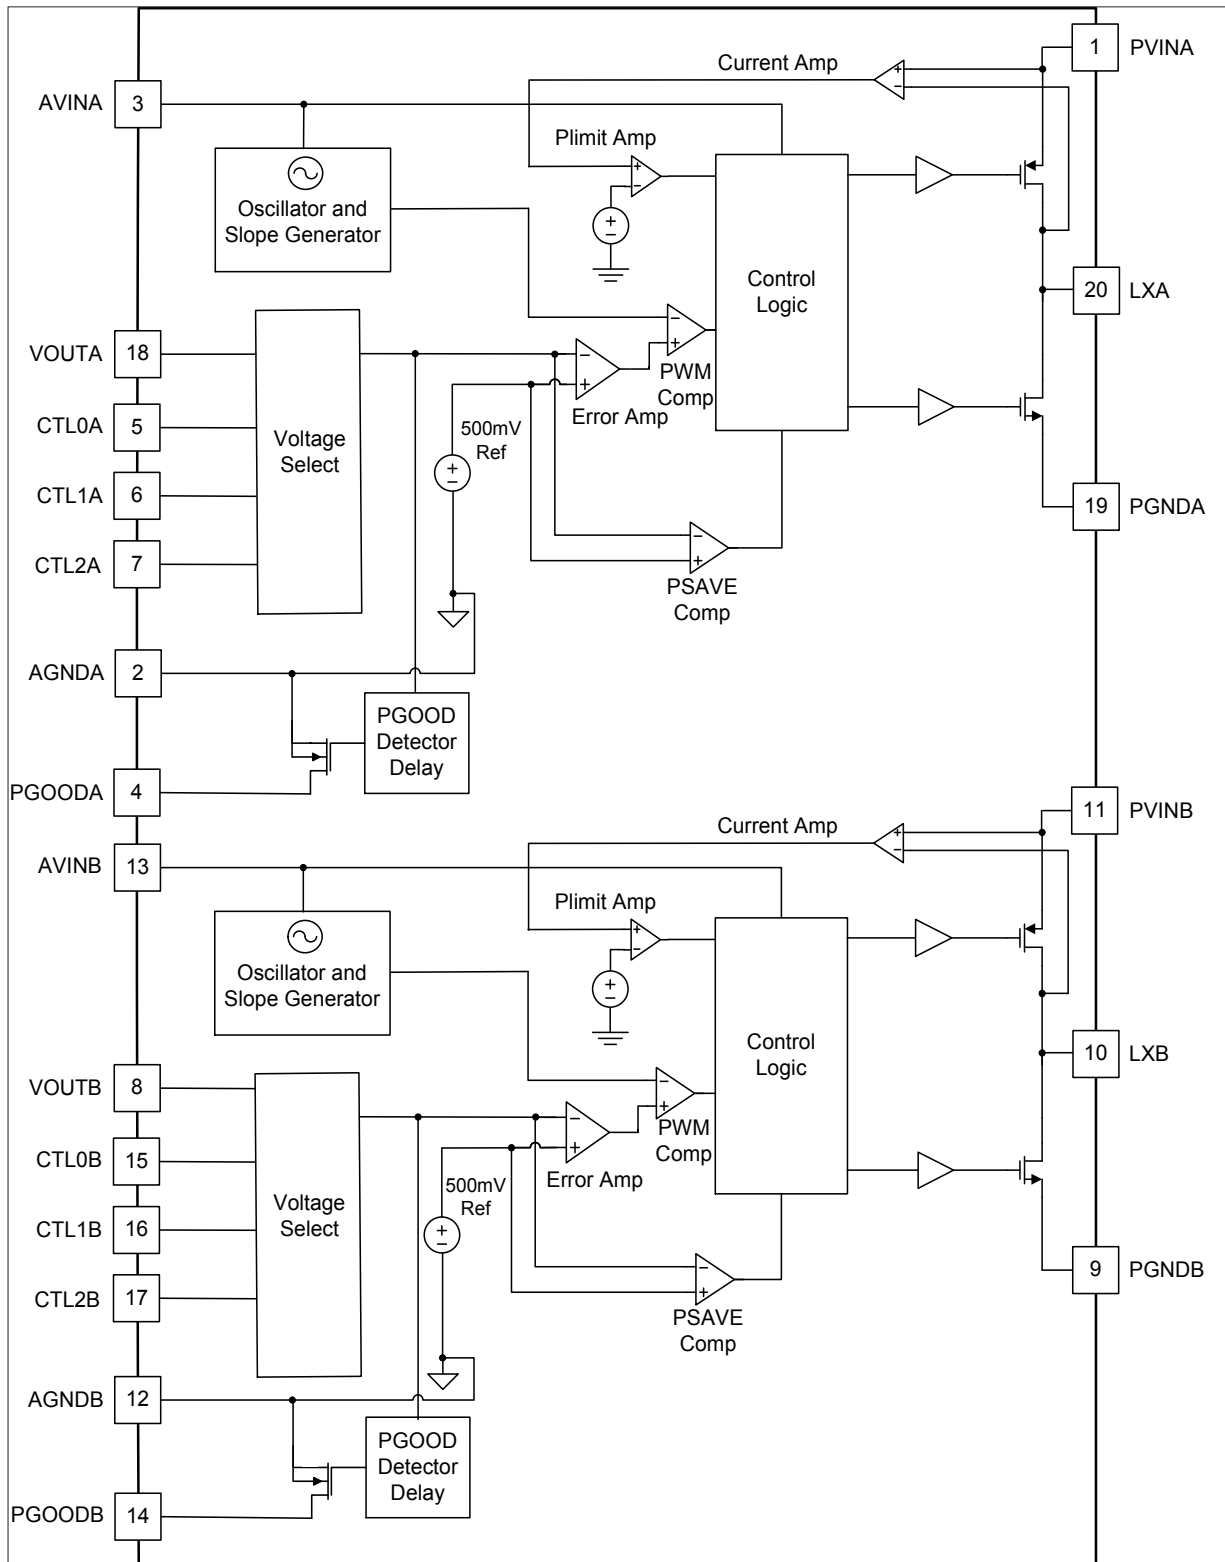 1 PVINA
Current Amp
+
−
AVINA 3
Plimit Amp
+
−
Oscillator and
Slope Generator
+
−
Control
Logic
20 LXA
VOUTA 18
−
+
PWM
Comp
−
+
Error Amp
CTL0A 5
500mV
Ref
+
−
Voltage
Select
CTL1A 6
19 PGNDA
CTL2A 7
−
+
PSAVE
Comp
AGNDA 2
PGOOD
Detector
Delay
PGOODA 4
11 PVINB
Current Amp
+
−
AVINB 13
Plimit Amp
+
−
Oscillator and
Slope Generator
+
−
Control
Logic
10 LXB
VOUTB 8
−
+
PWM
Comp
−
+
Error Amp
CTL0B 15
500mV
Ref
+
−
Voltage
Select
CTL1B 16
9 PGNDB
CTL2B 17
−
+
PSAVE
Comp
AGNDB 12
PGOOD
Detector
Delay
PGOODB 14